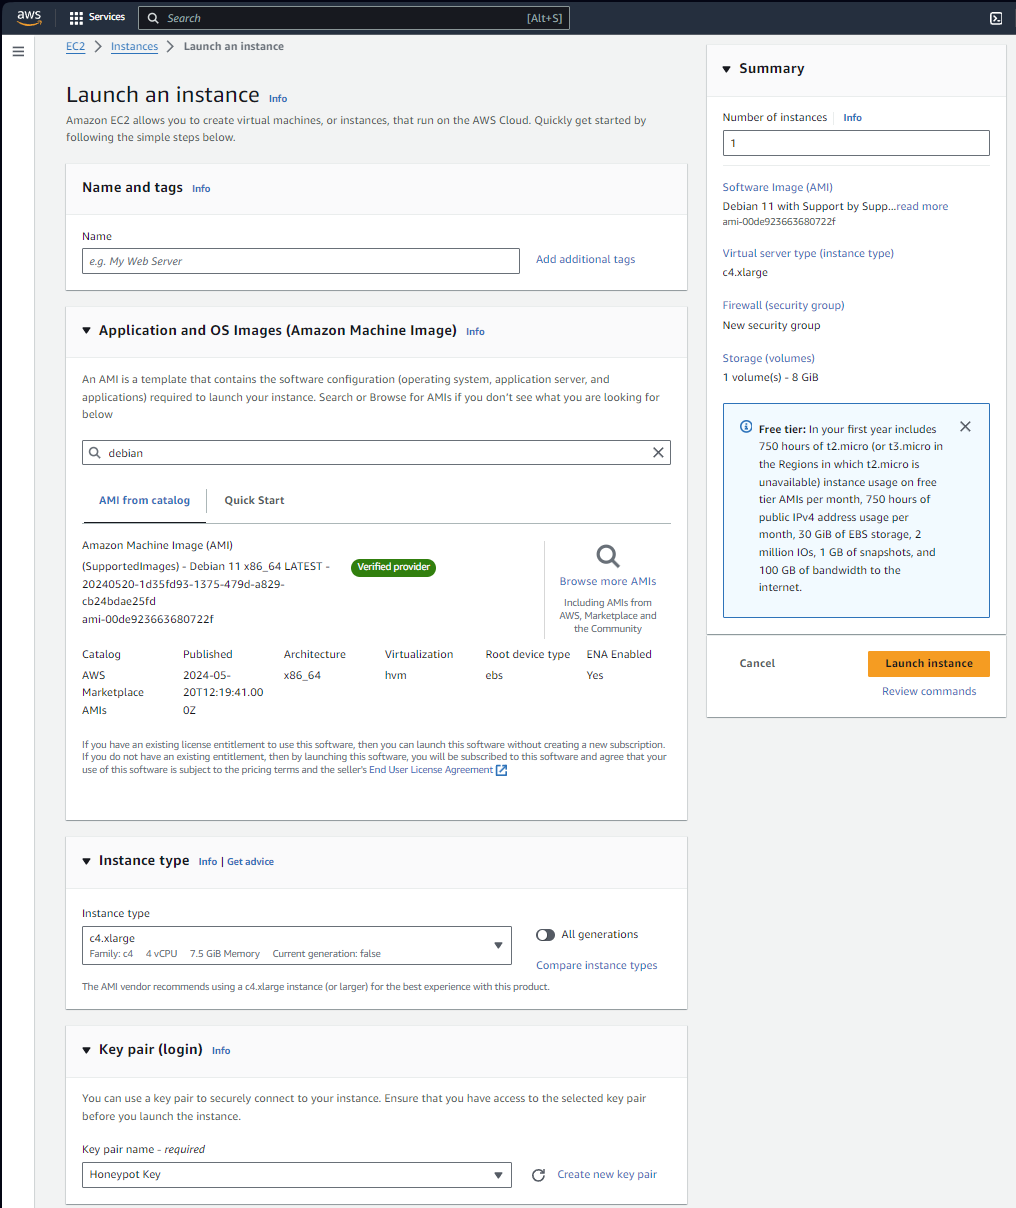 aws
Services
Search
[Alt+S]
EC2
Instances
Launch an instance
Launch an instance Info
Amazon EC2 allows you to create virtual machines, or instances, that run on the AWS Cloud. Quickly get started by
following the simple steps below.
Name and tags Info
Name
e.g. My Web Server
Add additional tags
Application and OS Images (Amazon Machine Image) Info
An AMI is a template that contains the software configuration (operating system, application server, and
applications) required to launch your instance. Search or Browse for AMIs if you don't see what you are looking for
below
debian
AMI from catalog
Quick Start
Amazon Machine Image (AMI)
(SupportedImages) - Debian 11 x86_64 LATEST -
20240520-1d35fd93-1375-479d-a829-
cb24bdae25fd
ami-00de923663680722f
Verified provider
Browse more AMIs
Including AMIs from
AWS, Marketplace and
the Community
Catalog
AWS
Marketplace
AMIs
Published
2024-05-
20T12:19:41.00
0Z
Architecture
x86_64
Virtualization
hvm
Root device type
ebs
ENA Enabled
Yes
If you have an existing license entitlement to use this software, then you can launch this software without creating a new subscription.
If you do not have an existing entitlement, then by launching this software, you will be subscribed to this software and agree that your
use of this software is subject to the pricing terms and the seller's End User License Agreement
Instance type Info | Get advice
Instance type
c4.xlarge
Family: c4 4 vCPU 7.5 GiB Memory Current generation: false
All generations
Compare instance types
The AMI vendor recommends using a c4.xlarge instance (or larger) for the best experience with this product.
Key pair (login) Info
You can use a key pair to securely connect to your instance. Ensure that you have access to the selected key pair
before you launch the instance.
Key pair name - required
Honeypot Key
Create new key pair
Summary
Number of instances Info
1
Software Image (AMI)
Debian 11 with Support by Supp...read more
ami-00de923663680722f
Virtual server type (instance type)
c4.xlarge
Firewall (security group)
New security group
Storage (volumes)
1 volume(s) - 8 GiB
Free tier: In your first year includes
750 hours of t2.micro (or t3.micro in
the Regions in which t2.micro is
unavailable) instance usage on free
tier AMIs per month, 750 hours of
public IPv4 address usage per
month, 30 GiB of EBS storage, 2
million IOs, 1 GB of snapshots, and
100 GB of bandwidth to the
internet.
Cancel
Launch instance
Review commands